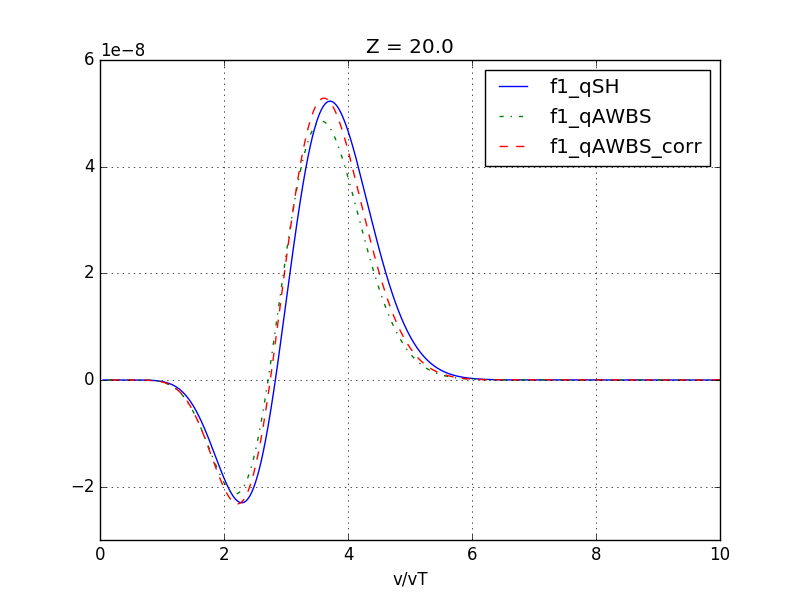 Z = 20.0
1e−8
f1_qSH
f1_qAWBS
f1_qAWBS_corr
6
4
2
0
−2
0 2 4 6 8 10
v/vT